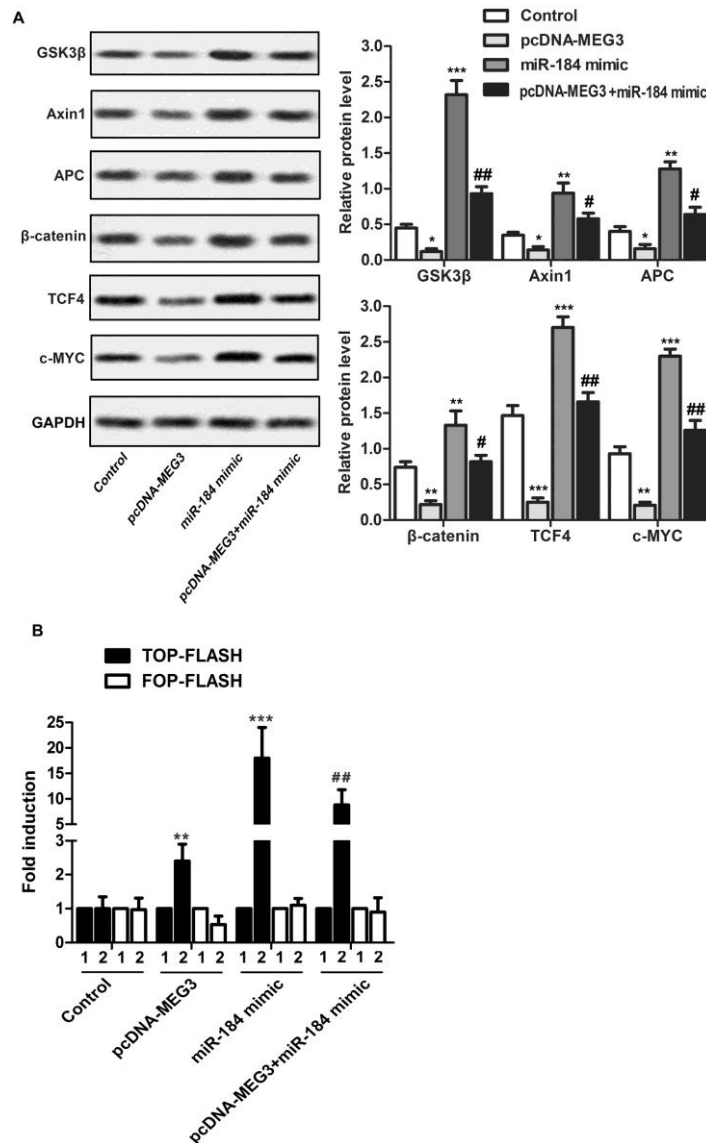 A
GSK3β
Axin1
APC
β-catenin
TCF4
c-MYC
GAPDH
Control
pcDNA-MEG3
miR-184 mimic
pcDNA-MEG3+miR-184 mimic
Control
pcDNA-MEG3
miR-184 mimic
pcDNA-MEG3+miR-184 mimic
Relative protein level
3.0
2.5
2.0
1.5
1.0
0.5
0.0
* *** ##
* ** #
* ** #
GSK3β Axin1 APC
Relative protein level
3.0
2.5
2.0
1.5
1.0
0.5
0.0
** ** #
*** *** ##
** *** ##
β-catenin TCF4 c-MYC
B
TOP-FLASH
FOP-FLASH
Fold induction
25
20
15
10
5
3
2
1
0
** *** ##
1 2 1 2 1 2 1 2 1 2 1 2 1 2 1 2
Control
pcDNA-MEG3
miR-184 mimic
pcDNA-MEG3+miR-184 mimic